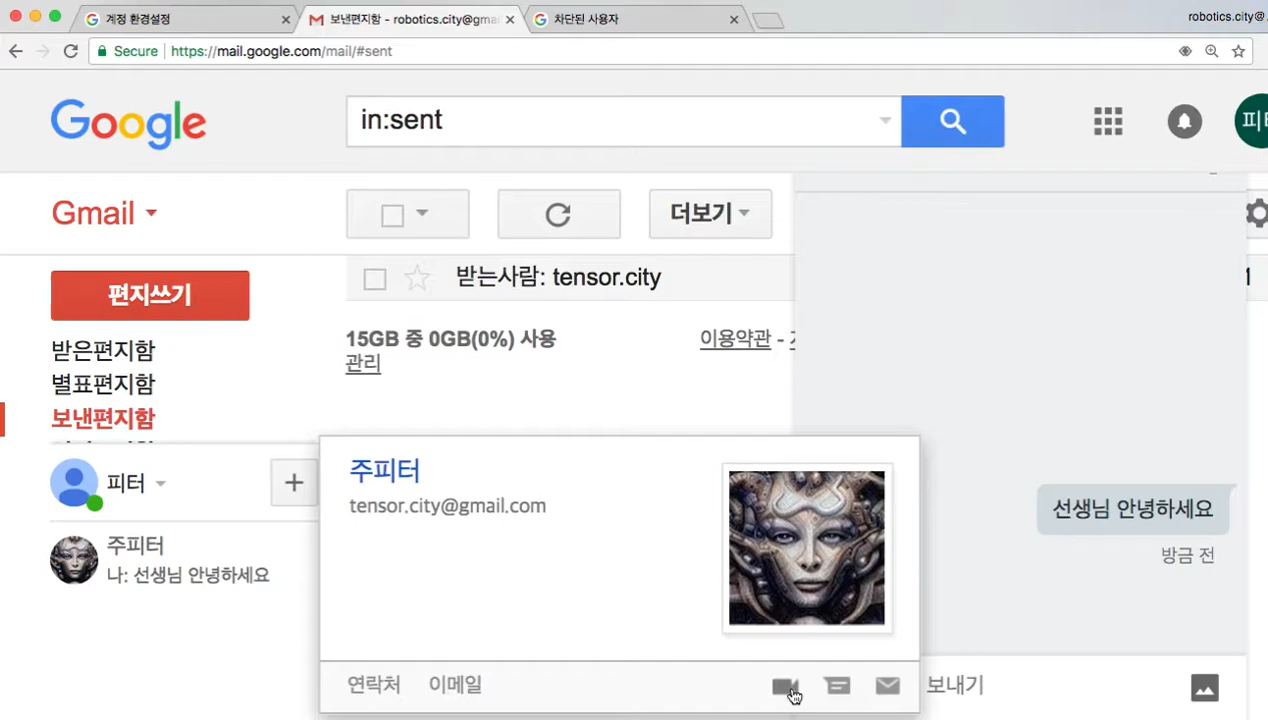 계정 환경설정
보낸편지함 - robotics.city@gmai
차단된 사용자
robotics.city@
Secure
https://mail.google.com/mail/#sent
Google
in:sent
피터
Gmail
더보기
편지쓰기
받는사람: tensor.city
1
15GB 중 0GB(0%) 사용
관리
이용약관 -
받은편지함
별표편지함
보낸편지함
피터
주피터
나: 선생님 안녕하세요
주피터
tensor.city@gmail.com
연락처
이메일
선생님 안녕하세요
방금 전
보내기